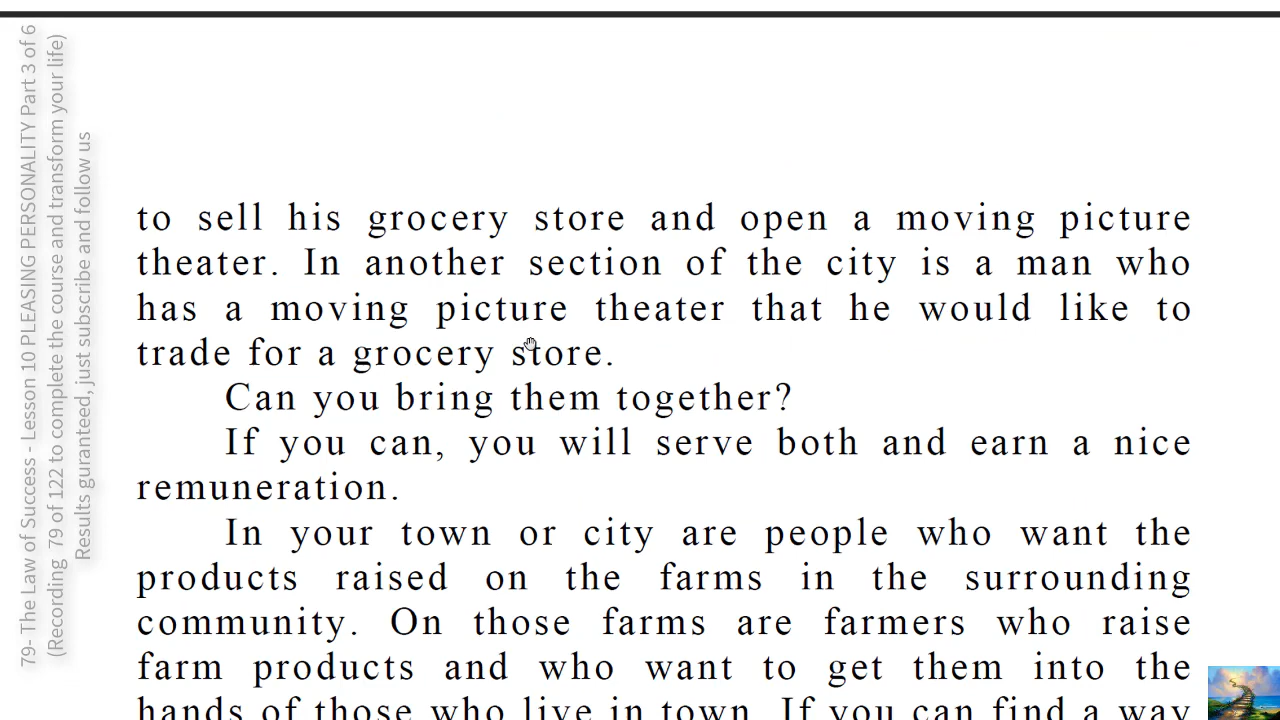 79- The Law of Success - Lesson 10 PLEASING PERSONALITY Part 3 of 6
(Recording 79 of 122 to complete the course and transform your life)
Results guranteed, just subscribe and follow us
to sell his grocery store and open a moving picture
theater. In another section of the city is a man who
has a moving picture theater that he would like to
trade for a grocery store.
Can you bring them together?
If you can, you will serve both and earn a nice
remuneration.
In your town or city are people who want the
products raised on the farms in the surrounding
community. On those farms are farmers who raise
farm products and who want to get them into the
hands of those who live in town. If you can find a way